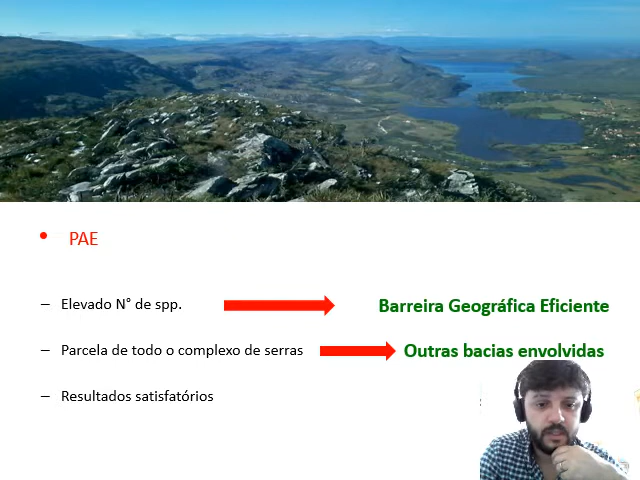 • PAE
– Elevado N° de spp. Barreira Geográfica Eficiente
– Parcela de todo o complexo de serras Outras bacias envolvidas
– Resultados satisfatórios